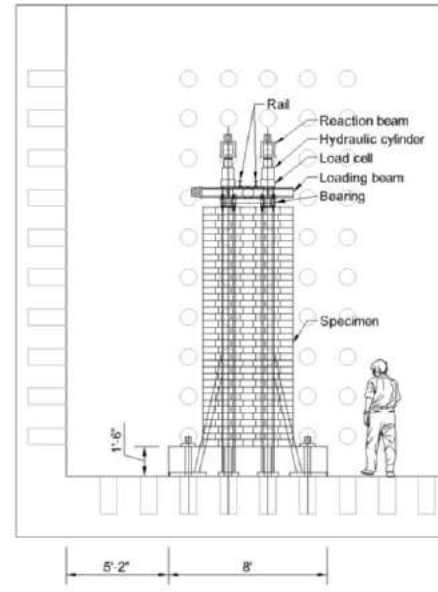 Rail
Reaction beam
Hydraulic cylinder
Load cell
Loading beam
Bearing
Specimen
1'-6"
5'-2"
8'